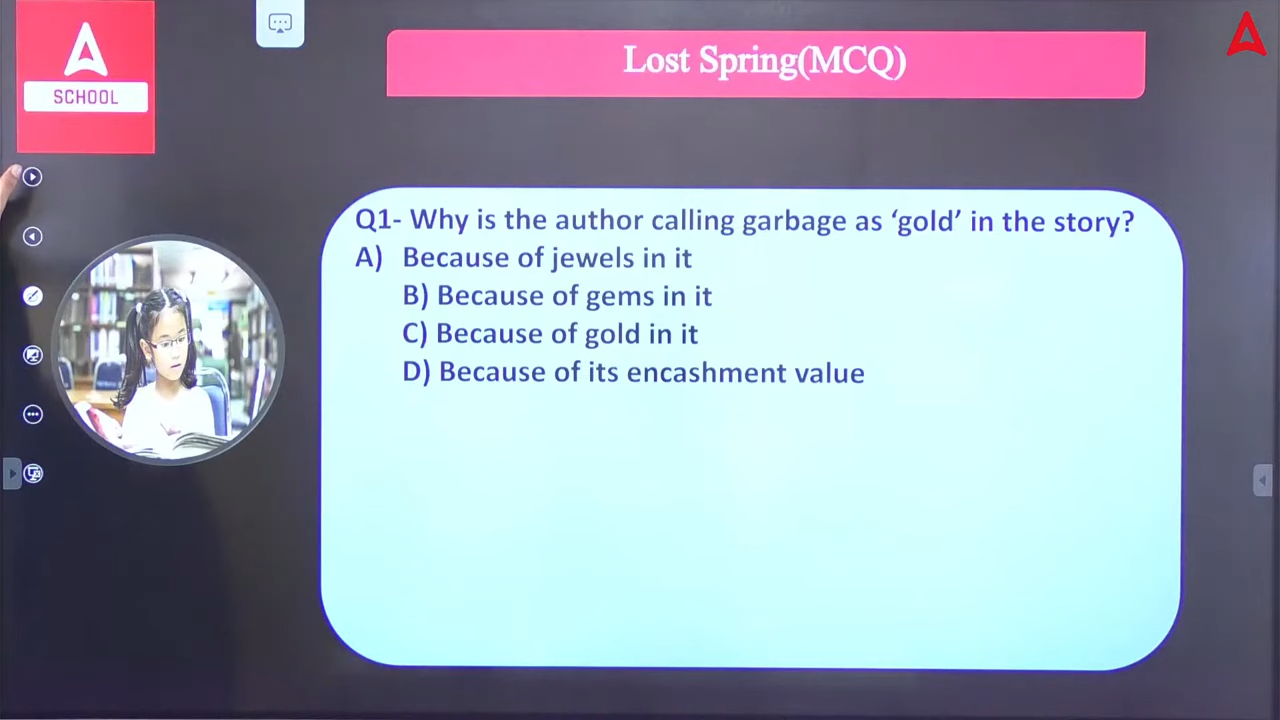 SCHOOL
Lost Spring(MCQ)
Q1- Why is the author calling garbage as ‘gold’ in the story?
A) Because of jewels in it
B) Because of gems in it
C) Because of gold in it
D) Because of its encashment value